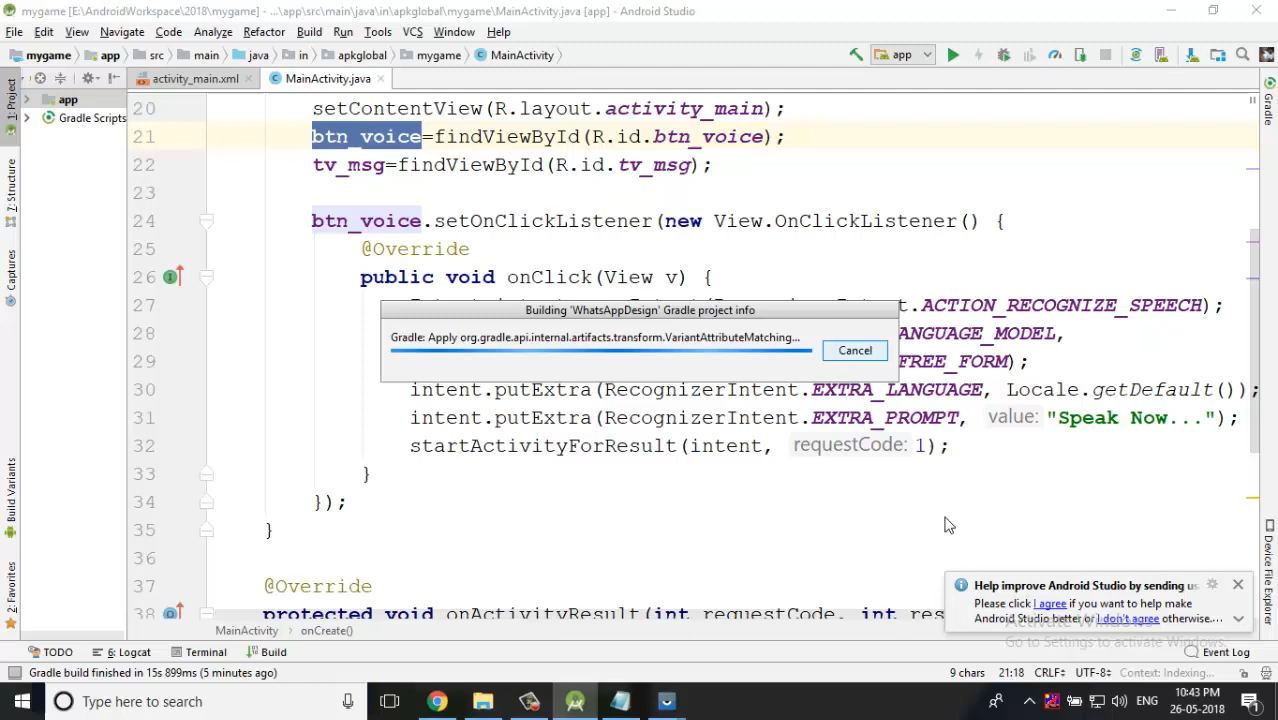 mygame [E:\AndroidWorkspace\2018\mygame] - ...\app\src\main\java\in\apkglobal\mygame\MainActivity.java [app] - Android Studio
File Edit View Navigate Code Analyze Refactor Build Run Tools VCS Window Help
mygame app src main java in apkglobal mygame MainActivity app
1: Project
7: Structure
Captures
Build Variants
2: Favorites
app
Gradle Scripts
activity_main.xml MainActivity.java
20 setContentView(R.layout.activity_main);
21 btn_voice=findViewById(R.id.btn_voice);
22 tv_msg=findViewById(R.id.tv_msg);
23
24 btn_voice.setOnClickListener(new View.OnClickListener() {
25 @Override
26 public void onClick(View v) {
27 .ACTION_RECOGNIZE_SPEECH);
28 ANGUAGE_MODEL,
29 FREE_FORM);
30 intent.putExtra(RecognizerIntent.EXTRA_LANGUAGE, Locale.getDefault());
31 intent.putExtra(RecognizerIntent.EXTRA_PROMPT, value: "Speak Now...");
32 startActivityForResult(intent, requestCode: 1);
33 }
34 });
35 }
36
37 @Override
38 protected void onActivityResult(int requestCode, int res
Building 'WhatsAppDesign' Gradle project info
Gradle: Apply org.gradle.api.internal.artifacts.transform.VariantAttributeMatching...
Cancel
Gradle
Device File Explorer
Help improve Android Studio by sending us
Please click I agree if you want to help make
Android Studio better or I don't agree otherwise....
Activate Windows
Go to Settings to activate Windows.
MainActivity onCreate()
TODO 6: Logcat Terminal Build Event Log
Gradle build finished in 15s 899ms (5 minutes ago) 9 chars 21:18 CRLF÷ UTF-8÷ Context: Indexing...
Type here to search
ENG
10:43 PM
26-05-2018
1